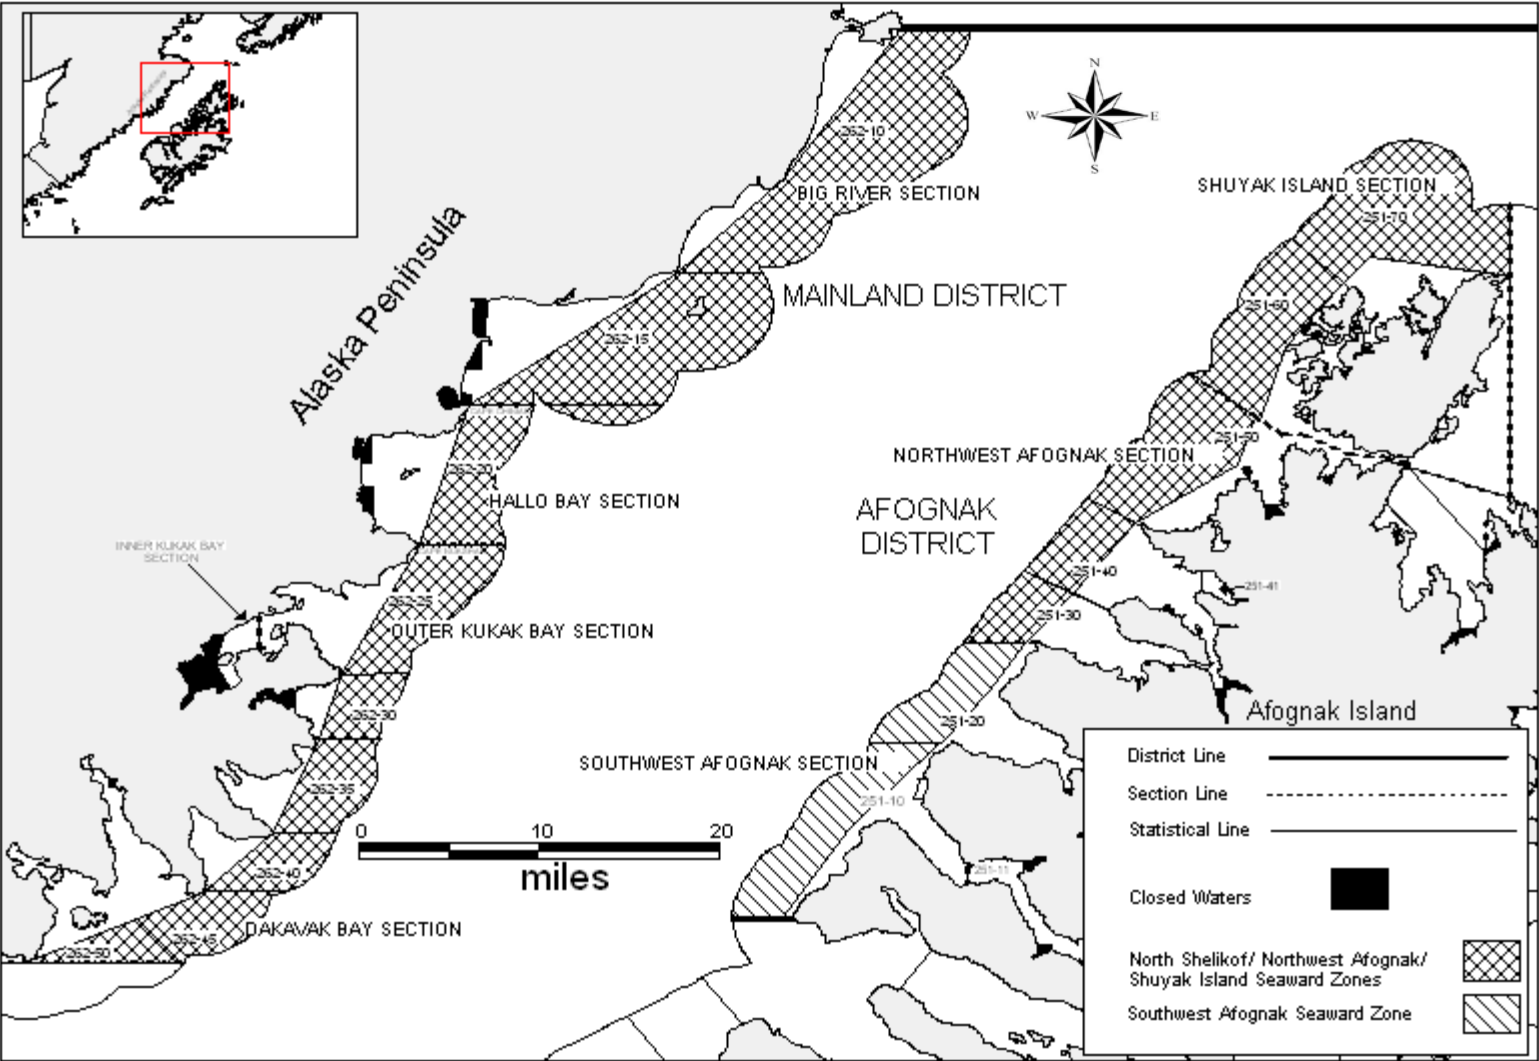 N
W
E
S
262-10
BIG RIVER SECTION
SHUYAK ISLAND SECTION
251-70
Alaska Peninsula
MAINLAND DISTRICT
251-60
262-15
251-50
NORTHWEST AFOGNAK SECTION
262-20
HALLO BAY SECTION
AFOGNAK
DISTRICT
INNER KUKAK BAY
SECTION
251-40
251-41
262-25
251-30
OUTER KUKAK BAY SECTION
262-30
251-20
Afognak Island
SOUTHWEST AFOGNAK SECTION
262-35
251-10
0
10
20
miles
262-40
251-11
DAKAVAK BAY SECTION
262-45
262-50
District Line
Section Line
Statistical Line
Closed Waters
North Shelikof/ Northwest Afognak/
Shuyak Island Seaward Zones
Southwest Afognak Seaward Zone